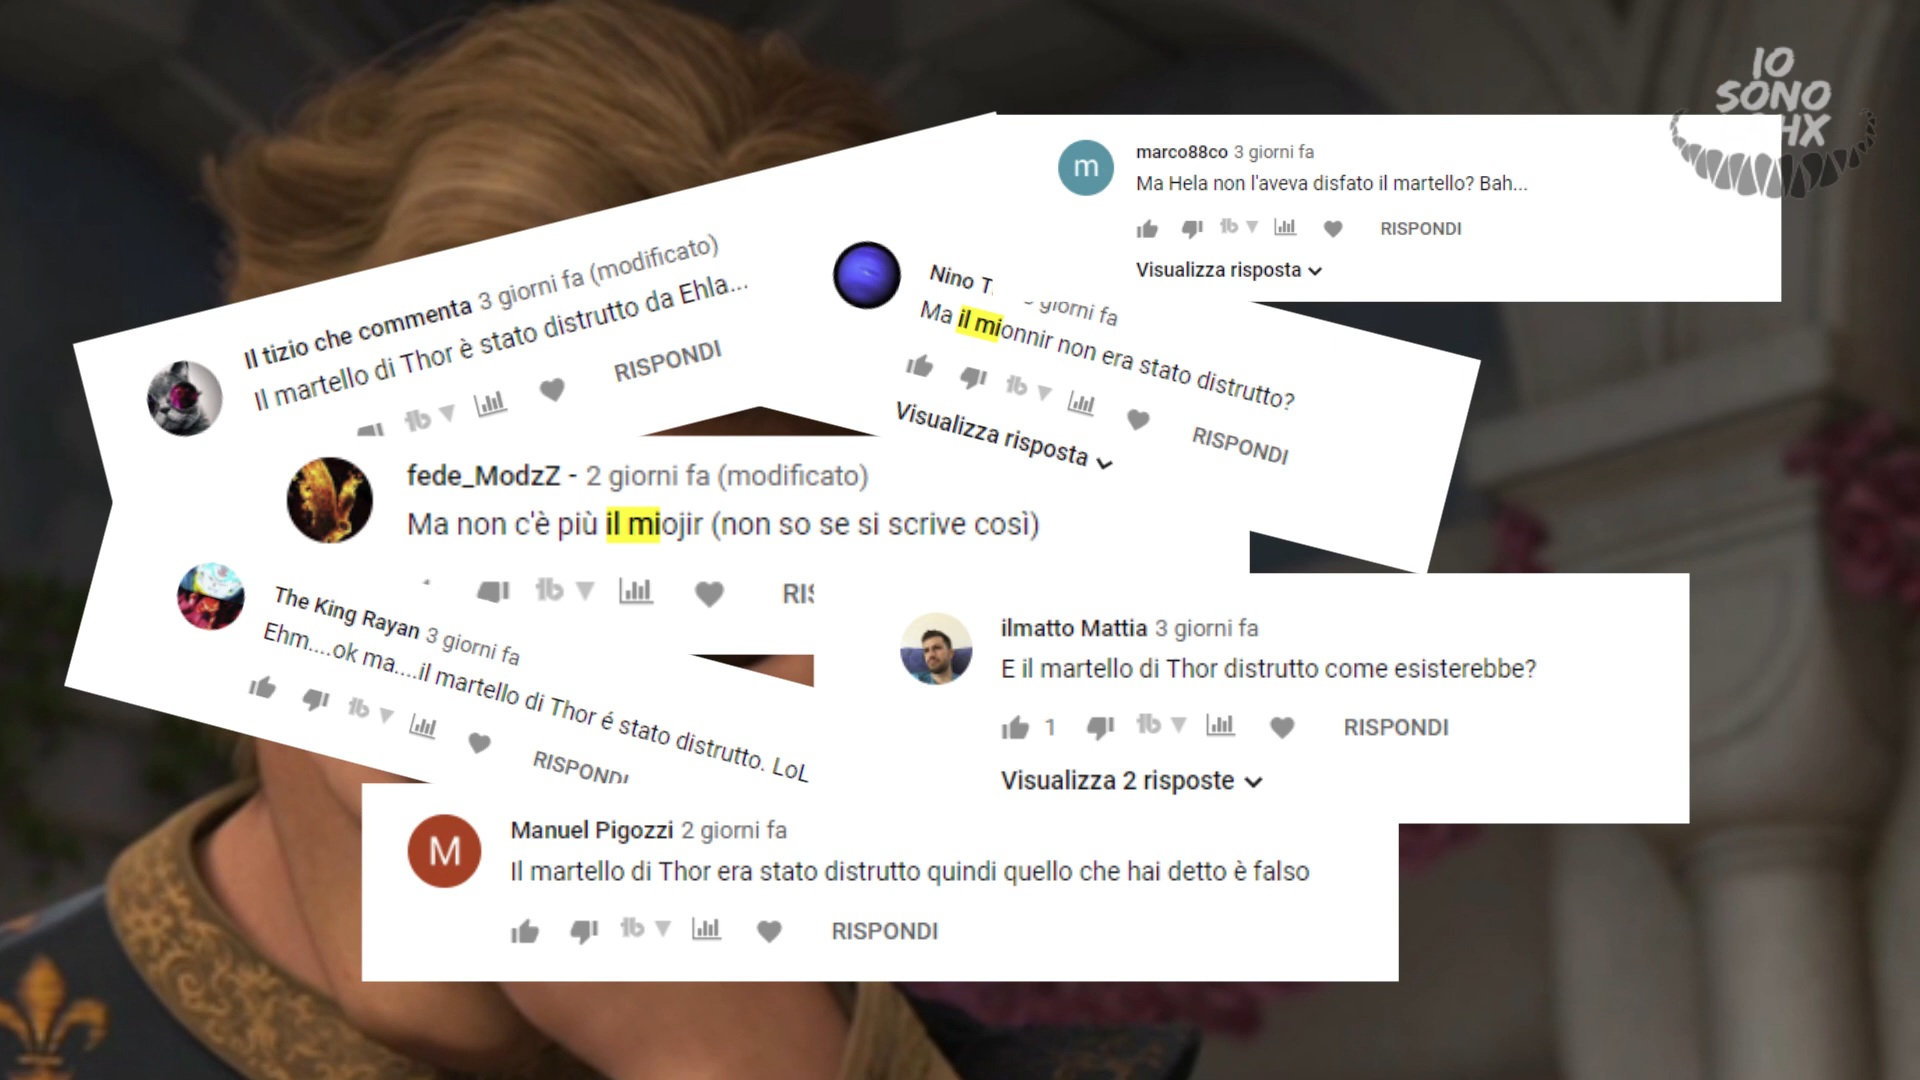 IO
SONO
HX
marco88co 3 giorni fa
Ma Hela non l'aveva disfato il martello? Bah...
RISPONDI
Visualizza risposta
Il tizio che commenta 3 giorni fa (modificato)
Il martello di Thor è stato distrutto da Ehla...
RISPONDI
Nino T. giorni fa
Ma il mionnir non era stato distrutto?
RISPONDI
Visualizza risposta
fede_ModzZ - 2 giorni fa (modificato)
Ma non c'è più il miojir (non so se si scrive così)
The King Rayan 3 giorni fa
Ehm....ok ma....il martello di Thor é stato distrutto. LoL
RISPONDI
ilmatto Mattia 3 giorni fa
E il martello di Thor distrutto come esisterebbe?
1 RISPONDI
Visualizza 2 risposte
Manuel Pigozzi 2 giorni fa
Il martello di Thor era stato distrutto quindi quello che hai detto è falso
RISPONDI